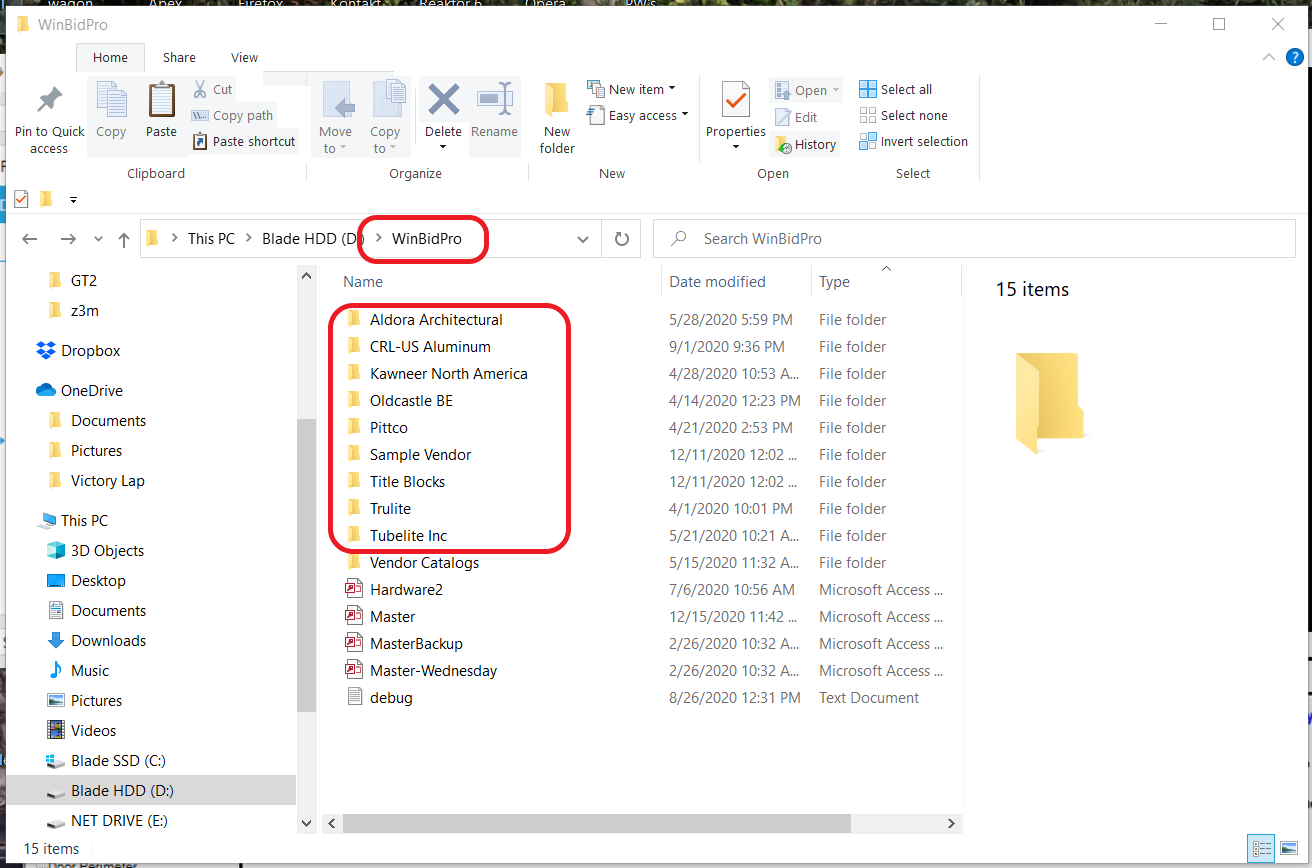 wagon Apex Firefox Kontakt Reaktor 6 Opera
WinBidPro
Home Share View
?
Pin to Quick access
Copy
Paste
Cut
Copy path
Paste shortcut
Move to
Copy to
Delete
Rename
New folder
New item
Easy access
Properties
Open
Edit
History
Select all
Select none
Invert selection
Clipboard Organize New Open Select
This PC > Blade HDD (D > WinBidPro
Search WinBidPro
GT2
z3m
Dropbox
OneDrive
Documents
Pictures
Victory Lap
This PC
3D Objects
Desktop
Documents
Downloads
Music
Pictures
Videos
Blade SSD (C:)
Blade HDD (D:)
NET DRIVE (E:)
Name Date modified Type
Aldora Architectural 5/28/2020 5:59 PM File folder
CRL-US Aluminum 9/1/2020 9:36 PM File folder
Kawneer North America 4/28/2020 10:53 A... File folder
Oldcastle BE 4/14/2020 12:23 PM File folder
Pittco 4/21/2020 2:53 PM File folder
Sample Vendor 12/11/2020 12:02 ... File folder
Title Blocks 12/11/2020 12:02 ... File folder
Trulite 4/1/2020 10:01 PM File folder
Tubelite Inc 5/21/2020 10:21 A... File folder
Vendor Catalogs 5/15/2020 11:32 A... File folder
Hardware2 7/6/2020 10:56 AM Microsoft Access ...
Master 12/15/2020 11:42 ... Microsoft Access ...
MasterBackup 2/26/2020 10:32 A... Microsoft Access ...
Master-Wednesday 2/26/2020 10:32 A... Microsoft Access ...
debug 8/26/2020 12:31 PM Text Document
15 items
15 items
Door Perimeter